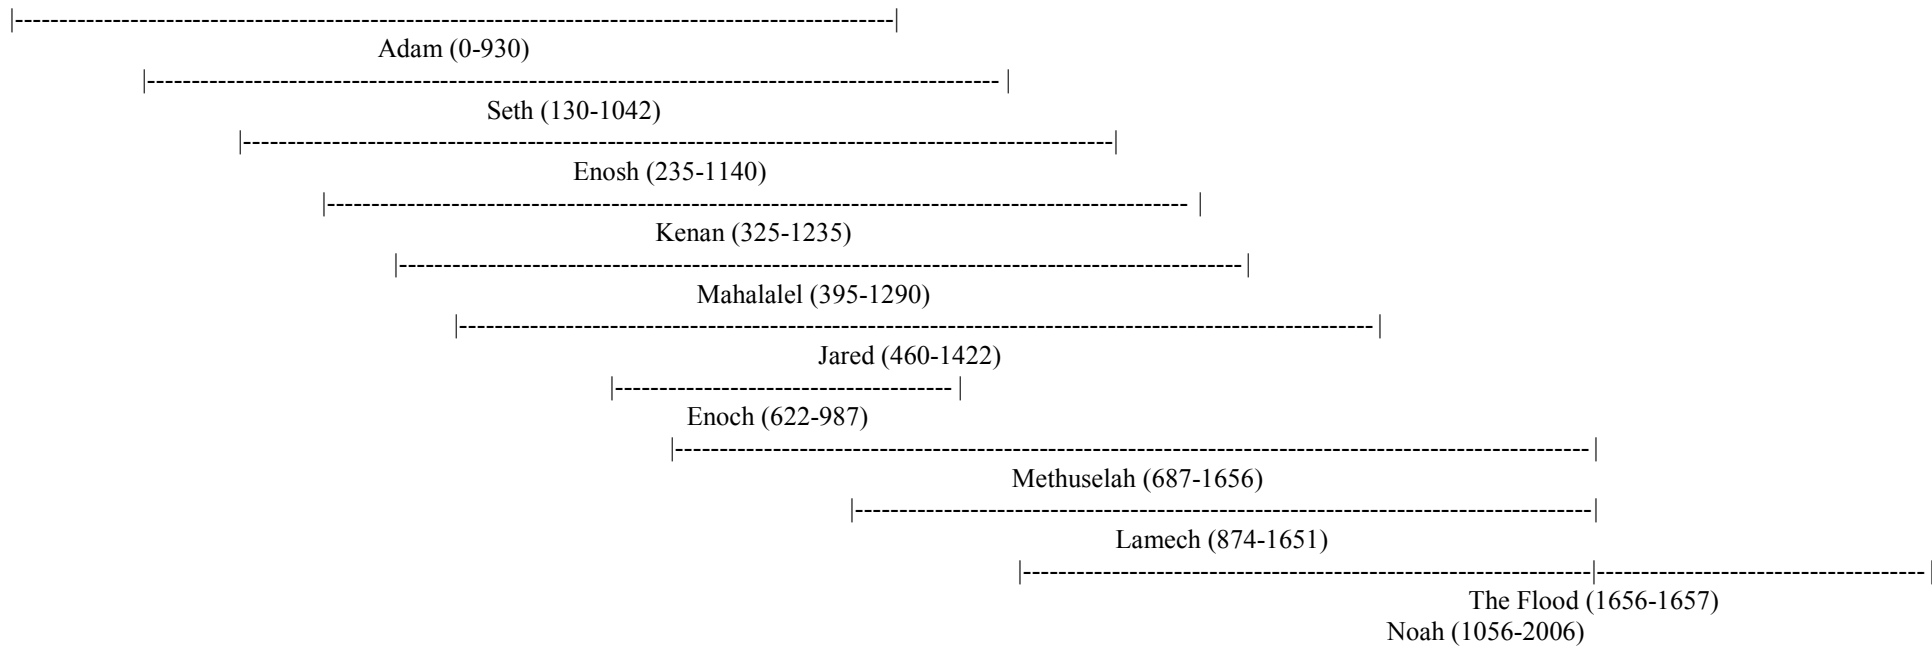 Adam (0-930)
Seth (130-1042)
Enosh (235-1140)
Kenan (325-1235)
Mahalalel (395-1290)
Jared (460-1422)
Enoch (622-987)
Methuselah (687-1656)
Lamech (874-1651)
The Flood (1656-1657)
Noah (1056-2006)